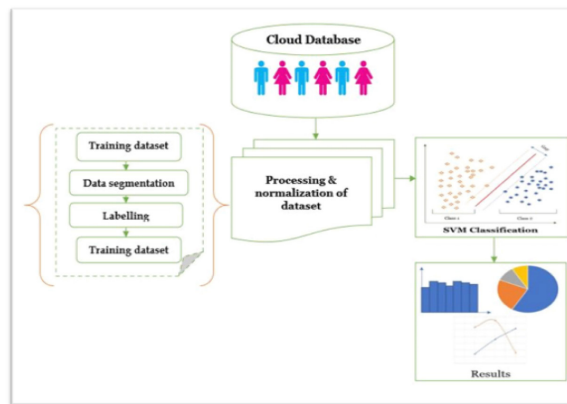 Cloud Database
Training dataset
Data segmentation
Labelling
Training dataset
Processing &
normalization of
dataset
Class 1
Class 2
SVM Classification
Results